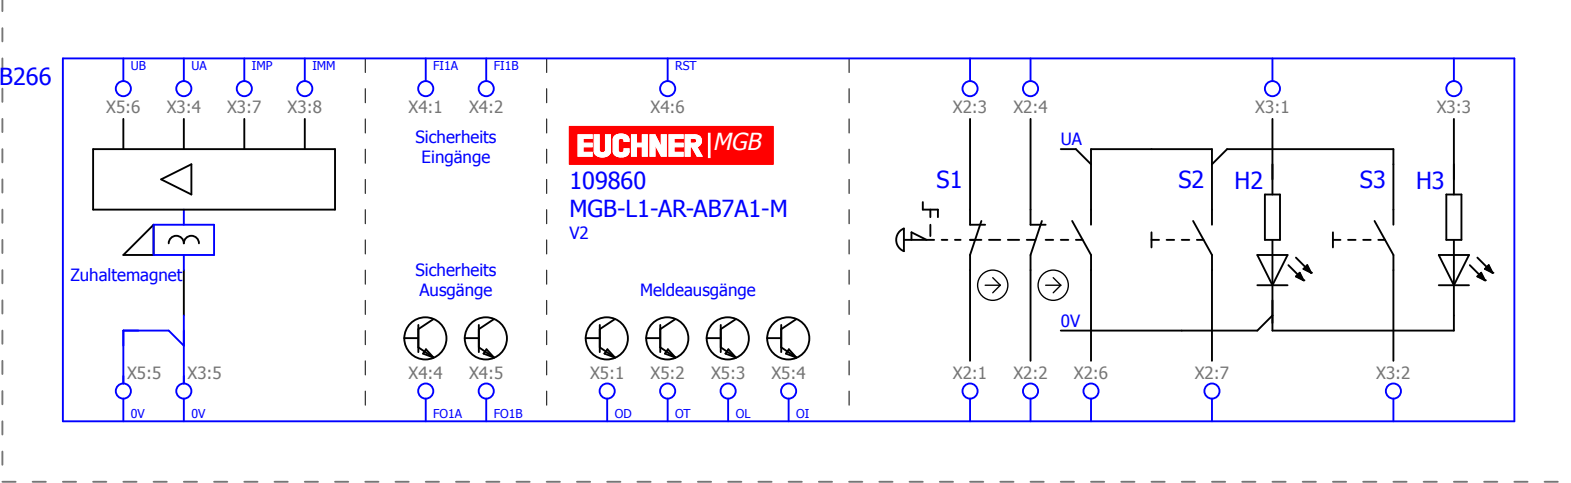 B266
UB UA IMP IMM FI1A FI1B RST
X5:6 X3:4 X3:7 X3:8 X4:1 X4:2 X4:6 X2:3 X2:4 X3:1 X3:3
Sicherheits
Eingänge
EUCHNER|MGB
UA
109860
MGB-L1-AR-AB7A1-M
V2
S1 S2 H2 S3 H3
Zuhaltemagnet
Sicherheits
Ausgänge
Meldeausgänge
0V
X5:5 X3:5 X4:4 X4:5 X5:1 X5:2 X5:3 X5:4 X2:1 X2:2 X2:6 X2:7 X3:2
0V 0V FO1A FO1B OD OT OL OI